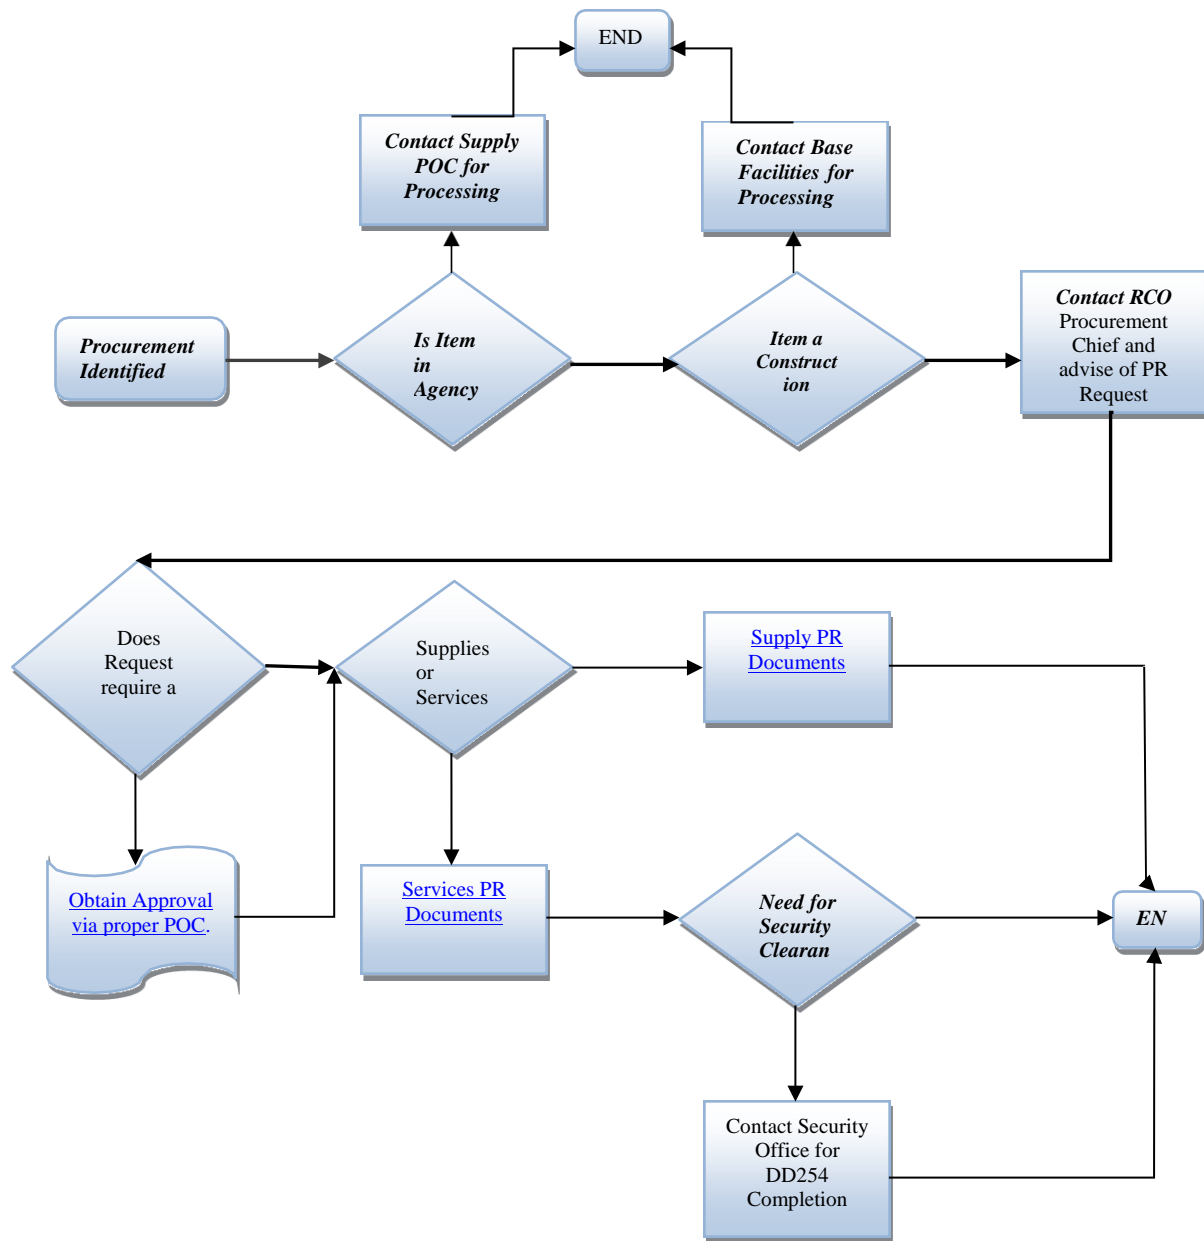 END
Contact Supply
POC for
Processing
Contact Base
Facilities for
Processing
Procurement
Identified
Is Item
in
Agency
Item a
Construct
ion
Contact RCO
Procurement
Chief and
advise of PR
Request
Does
Request
require a
Supplies
or
Services
Supply PR
Documents
Obtain Approval
via proper POC.
Services PR
Documents
Need for
Security
Clearan
EN
Contact Security
Office for
DD254
Completion